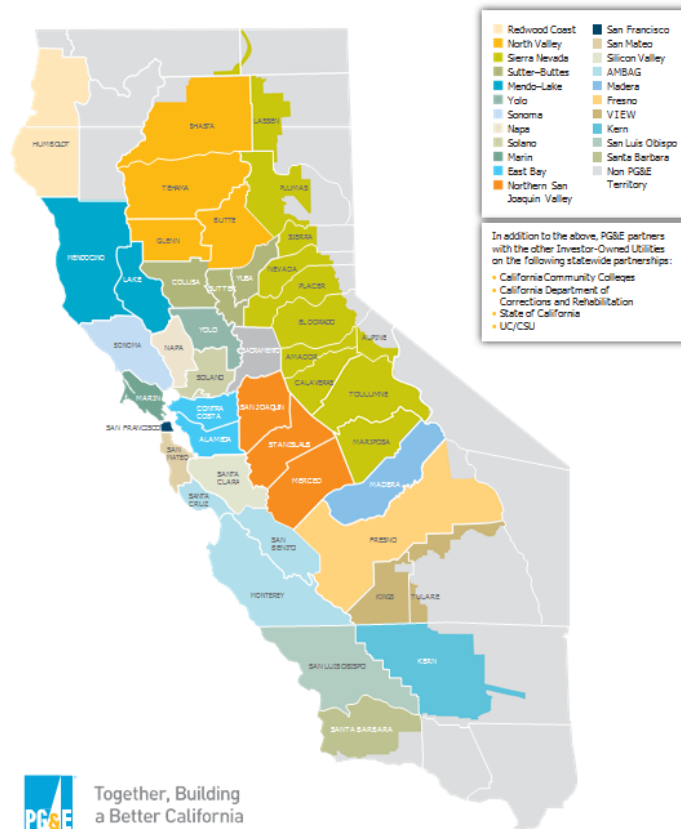 Redwood Coast
North Valley
Sierra Nevada
Sutter–Buttes
Mendo–Lake
Yolo
Sonoma
Napa
Solano
Marin
East Bay
Northern San
Joaquin Valley
San Francisco
San Mateo
Silicon Valley
AMBAG
Madera
Fresno
VIEW
Kern
San Luis Obispo
Santa Barbara
Non PG&E
Territory
In addition to the above, PG&E partners
with the other Investor-Owned Utilities
on the following statewide partnerships:
California Community Colleges
California Department of
Corrections and Rehabilitation
State of California
UC/CSU
SHASTA
LASSEN
HUMBOLDT
TEHAMA
PLUMAS
BUTTE
GLENN
SIERRA
MENDOCINO
LAKE
COLUSA
SUTTER
YUBA
NEVADA
PLACER
EL DORADO
ALPINE
SONOMA
NAPA
YOLO
SACRAMENTO
AMADOR
SOLANO
CALAVERAS
TOULUMNE
MARIN
CONTRA
COSTA
SAN JOAQUIN
SAN FRANCISCO
ALAMEDA
STANISLAUS
MARIPOSA
SAN
MATEO
SANTA
CLARA
MERCED
MADERA
SANTA
CRUZ
SAN
BENITO
FRESNO
MONTEREY
KINGS
TULARE
SAN LUIS OBISPO
KERN
SANTA BARBARA
PG&E
Together, Building
a Better California